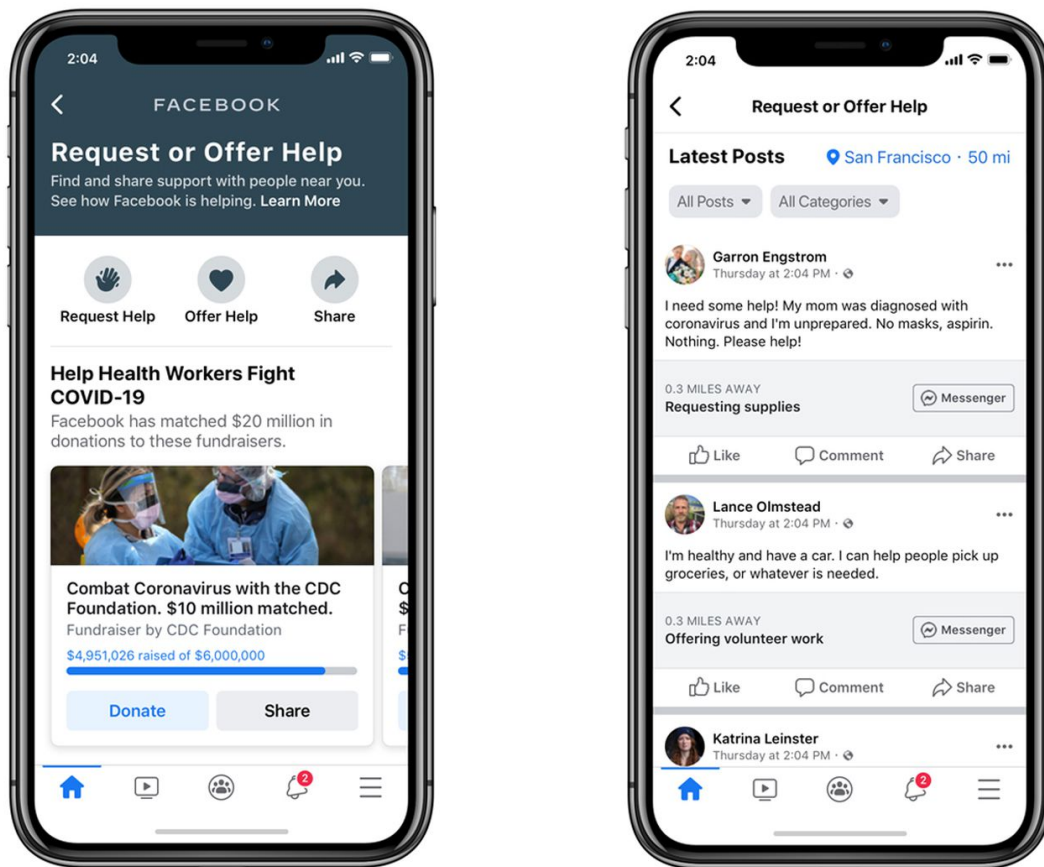 2:04
FACEBOOK
Request or Offer Help
Find and share support with people near you.
See how Facebook is helping. Learn More
Request Help
Offer Help
Share
Help Health Workers Fight
COVID-19
Facebook has matched $20 million in
donations to these fundraisers.
Combat Coronavirus with the CDC
Foundation. $10 million matched.
Fundraiser by CDC Foundation
$4,951,026 raised of $6,000,000
Donate
Share
C
$
F
$
2
2:04
Request or Offer Help
Latest Posts
San Francisco · 50 mi
All Posts
All Categories
Garron Engstrom
Thursday at 2:04 PM ·
I need some help! My mom was diagnosed with
coronavirus and I'm unprepared. No masks, aspirin.
Nothing. Please help!
0.3 MILES AWAY
Requesting supplies
Messenger
Like
Comment
Share
Lance Olmstead
Thursday at 2:04 PM ·
I'm healthy and have a car. I can help people pick up
groceries, or whatever is needed.
0.3 MILES AWAY
Offering volunteer work
Messenger
Like
Comment
Share
Katrina Leinster
Thursday at 2:04 PM ·
2